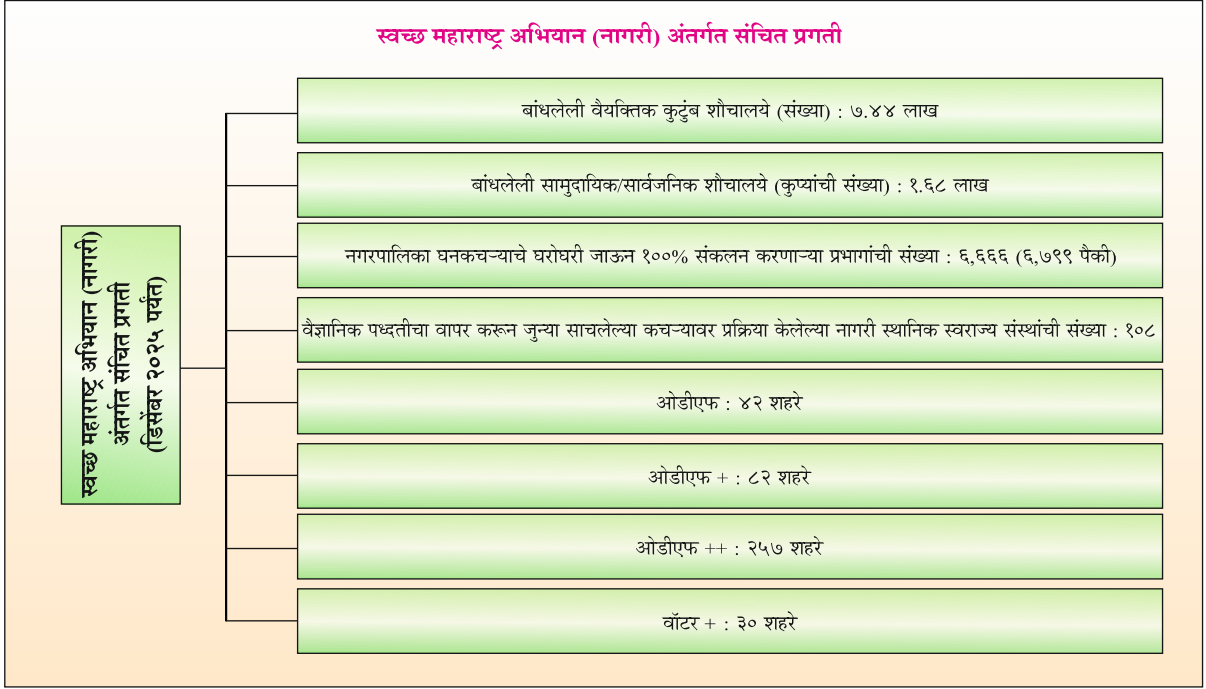 स्वच्छ महाराष्ट्र अभियान (नागरी) अंतर्गत संचित प्रगती
स्वच्छ महाराष्ट्र अभियान (नागरी)
अंतर्गत संचित प्रगती
(डिसेंबर २०२५ पर्यंत)
बांधलेली वैयक्तिक कुटुंब शौचालये (संख्या) : ७.४४ लाख
बांधलेली सामुदायिक/सार्वजनिक शौचालये (कुप्यांची संख्या) : १.६८ लाख
नगरपालिका घनकचऱ्याचे घरोघरी जाऊन १००% संकलन करणाऱ्या प्रभागांची संख्या : ६,६६६ (६,७९९ पैकी)
वैज्ञानिक पध्दतीचा वापर करून जुन्या साचलेल्या कचऱ्यावर प्रक्रिया केलेल्या नागरी स्थानिक स्वराज्य संस्थांची संख्या : १०८
ओडीएफ : ४२ शहरे
ओडीएफ + : ८२ शहरे
ओडीएफ ++ : २५७ शहरे
वॉटर + : ३० शहरे